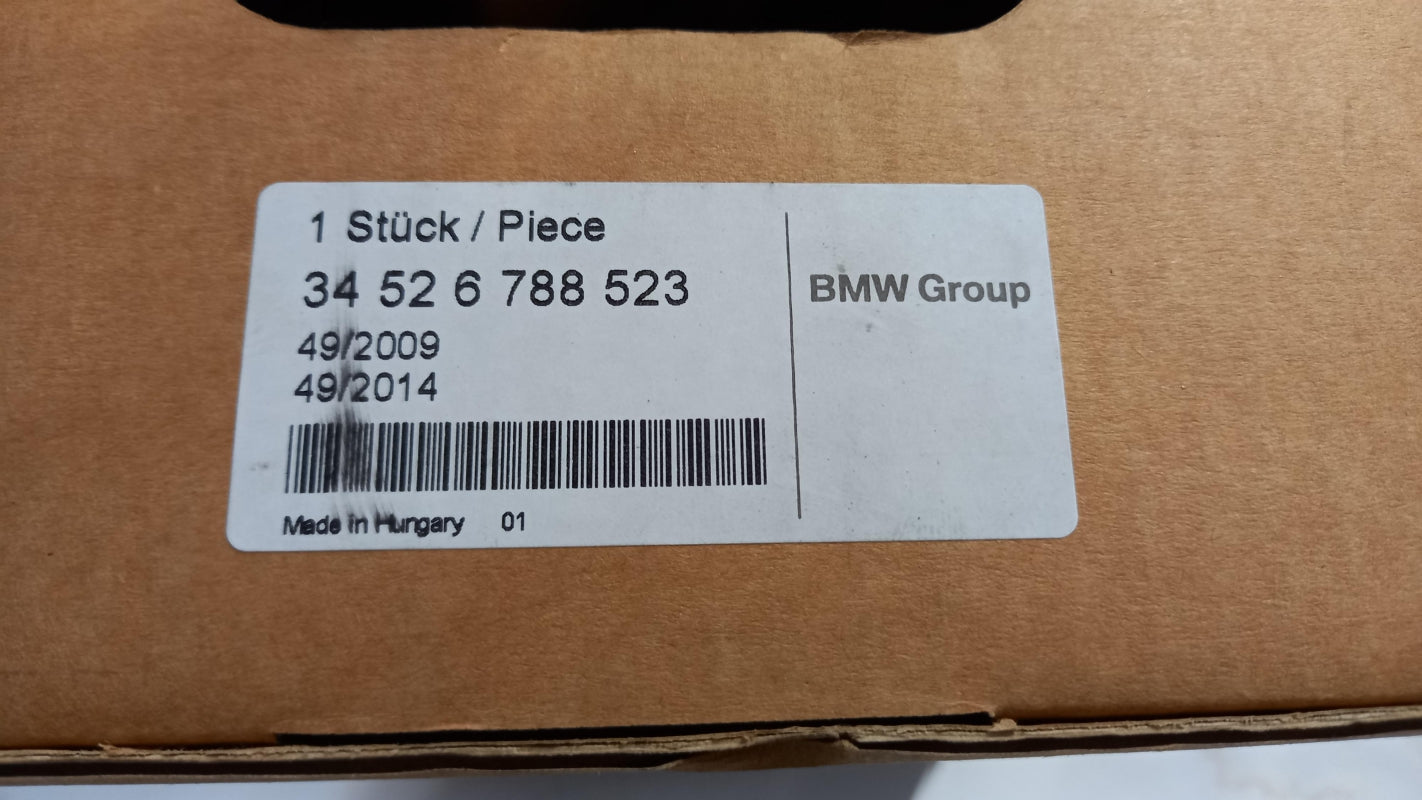 1 Stück / Piece
34 52 6 788 523
BMW Group
49/2009
49/2014
Made in Hungary 01